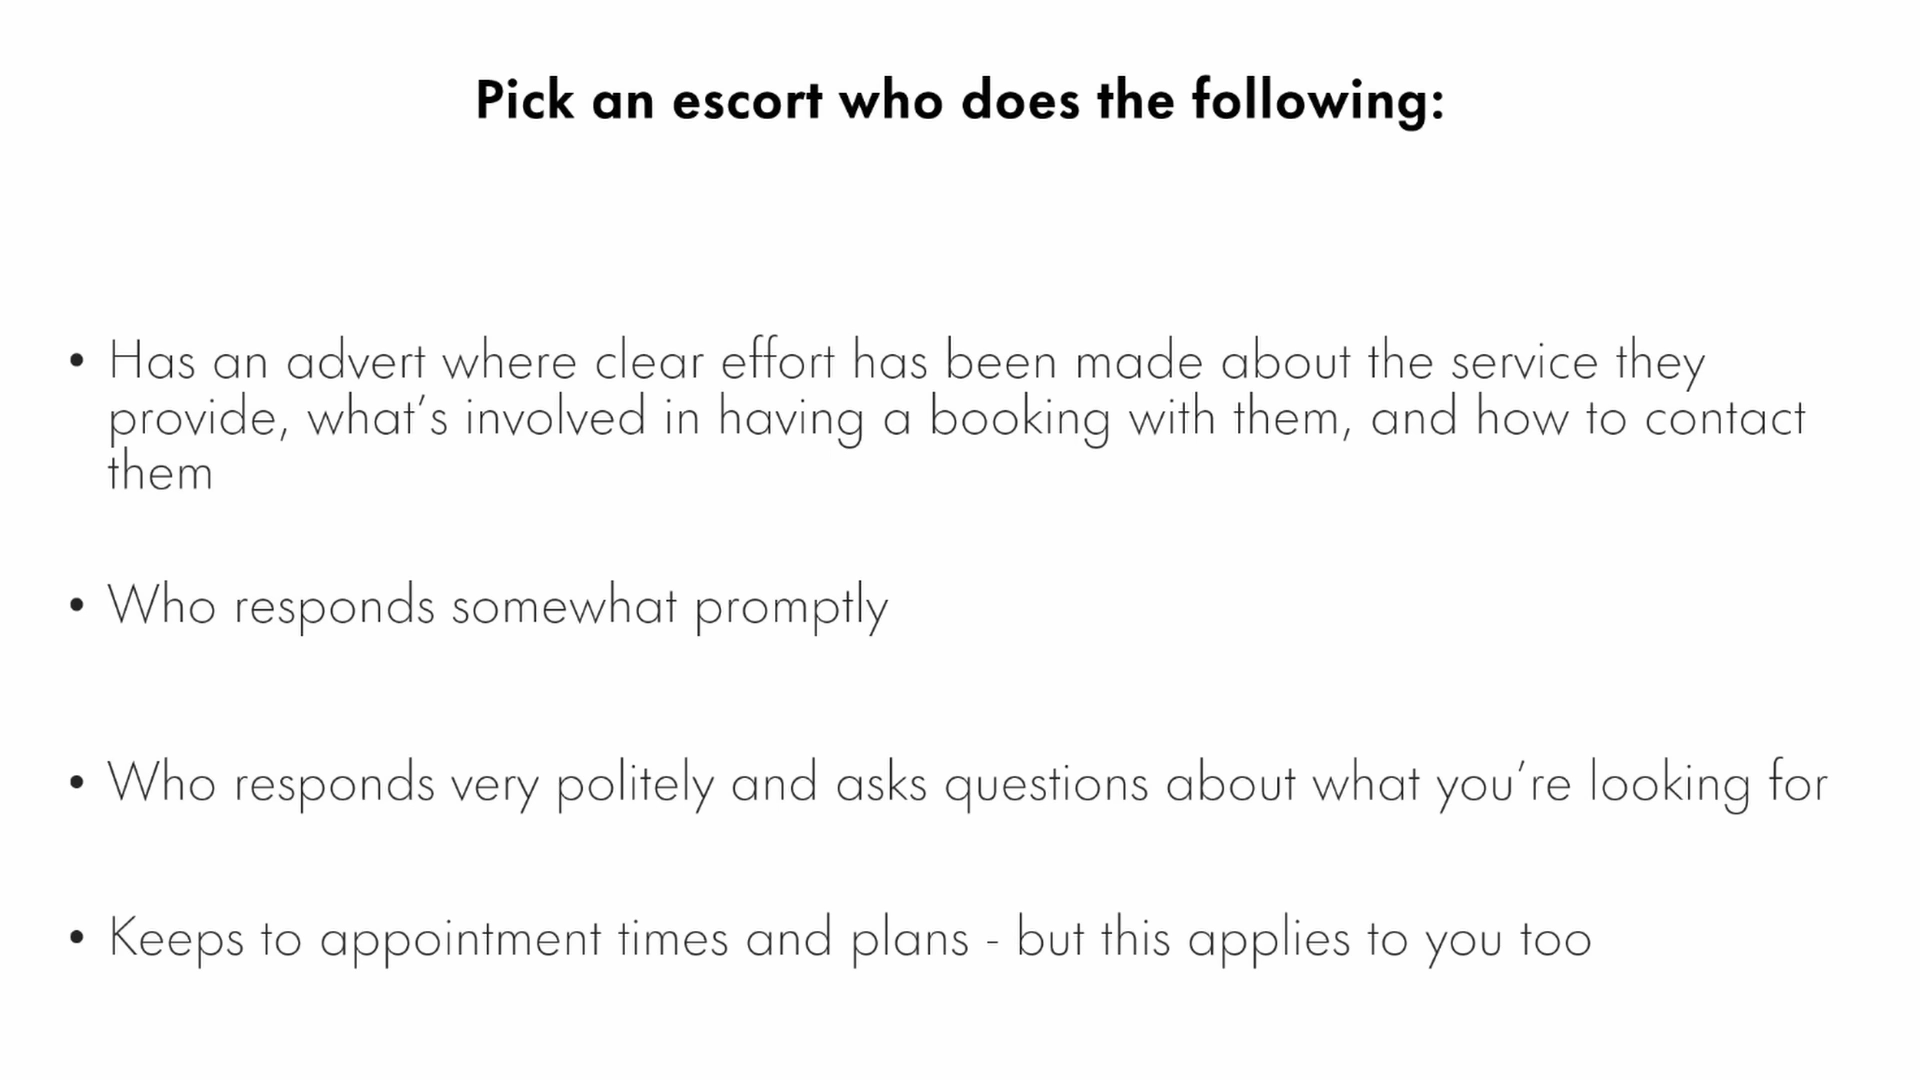 Pick an escort who does the following:
• Has an advert where clear effort has been made about the service they
provide, what’s involved in having a booking with them, and how to contact
them
• Who responds somewhat promptly
• Who responds very politely and asks questions about what you’re looking for
• Keeps to appointment times and plans - but this applies to you too